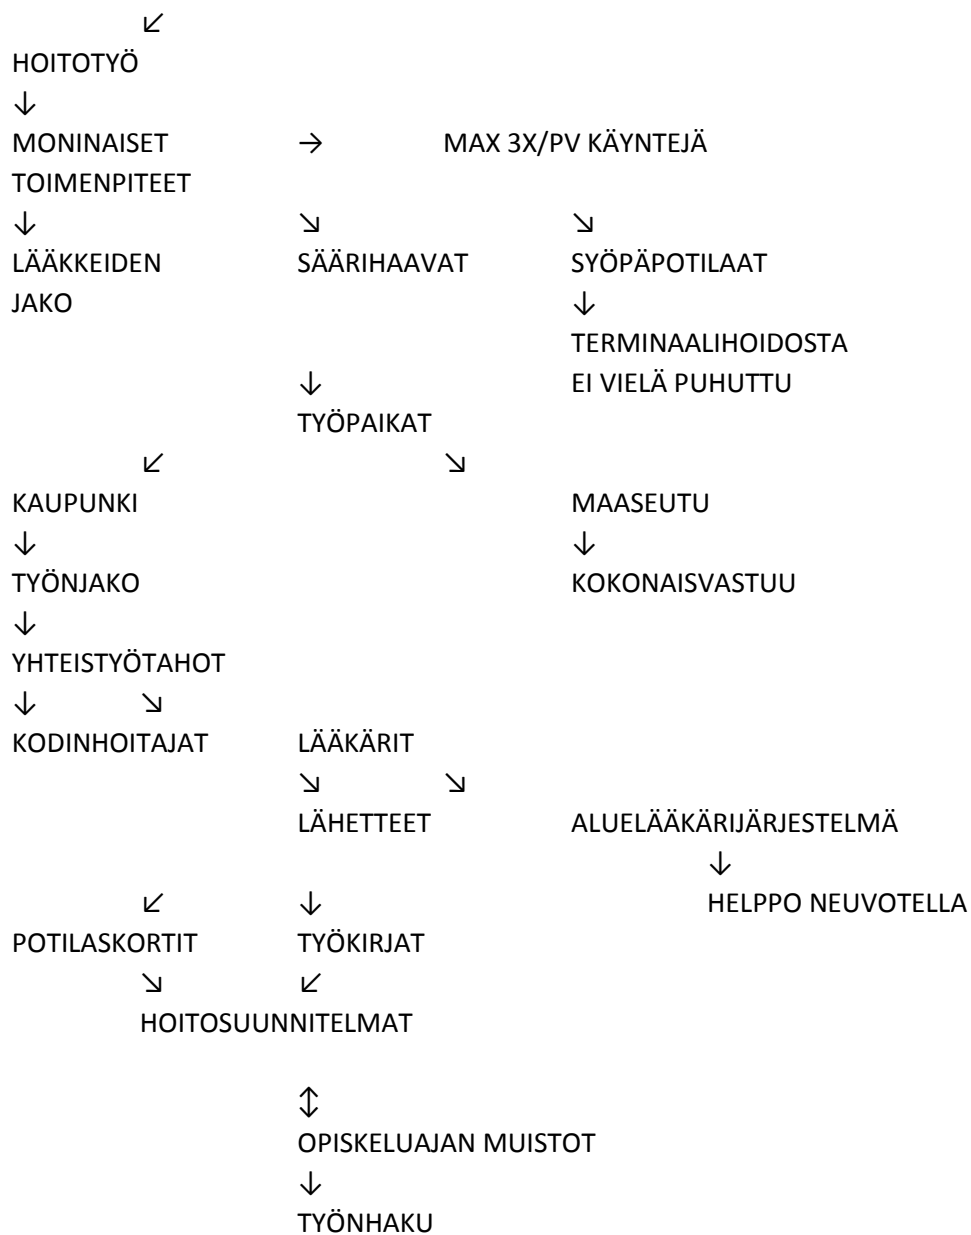 ↙
HOITOTYÖ
↓
MONINAISET → MAX 3X/PV KÄYNTEJÄ
TOIMENPITEET
↓ ↘ ↘
LÄÄKKEIDEN SÄÄRIHAAVAT SYÖPÄPOTILAAT
JAKO ↓
TERMINAALIHOIDOSTA
↓ EI VIELÄ PUHUTTU
TYÖPAIKAT
↙ ↘
KAUPUNKI MAASEUTU
↓ ↓
TYÖNJAKO KOKONAISVASTUU
↓
YHTEISTYÖTAHOT
↓ ↘
KODINHOITAJAT LÄÄKÄRIT
↘ ↘
LÄHETTEET ALUELÄÄKÄRIJÄRJESTELMÄ
↓
↙ ↓ HELPPO NEUVOTELLA
POTILASKORTIT TYÖKIRJAT
↘ ↙
HOITOSUUNNITELMAT
↕
OPISKELUAJAN MUISTOT
↓
TYÖNHAKU